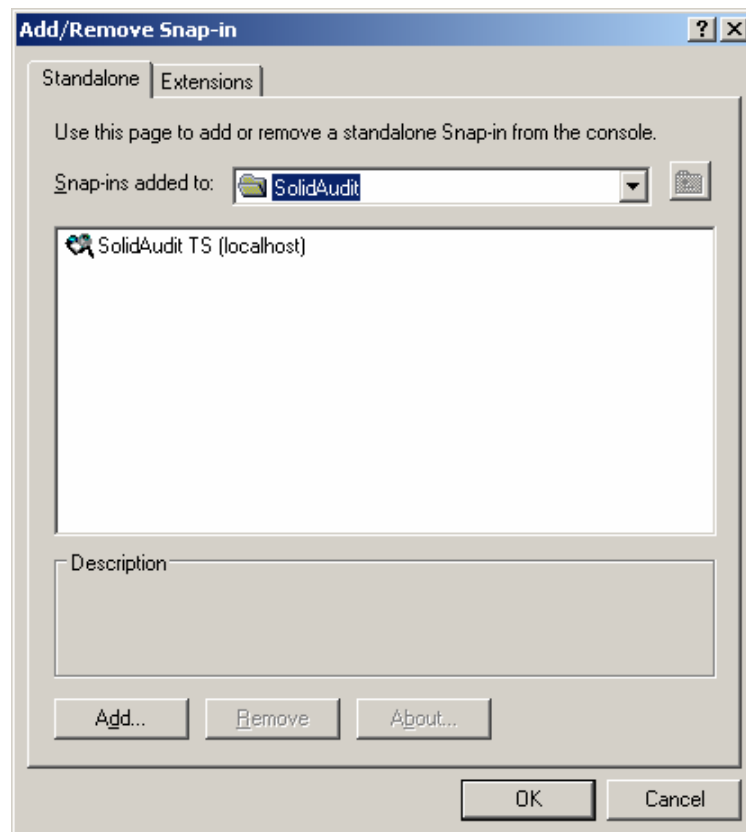 Add/Remove Snap-in
Standalone
Extensions
Use this page to add or remove a standalone Snap-in from the console.
Snap-ins added to:
SolidAudit
SolidAudit TS (localhost)
Description
Add...
Remove
About...
OK
Cancel